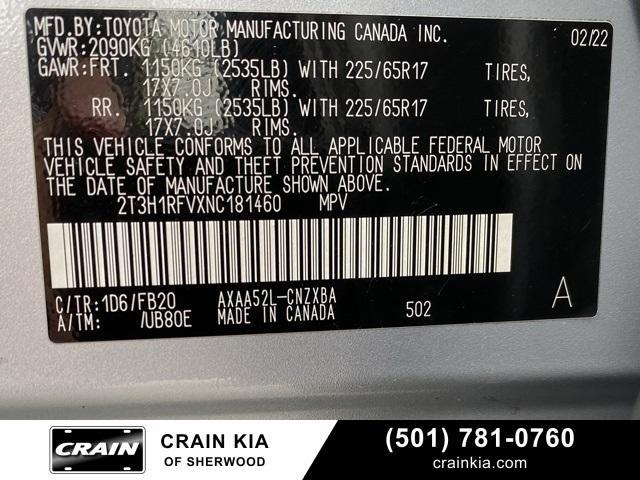 MFD.BY:TOYOTA MOTOR MANUFACTURING CANADA INC.
GVWR:2090KG (4610LB) 02/22
GAWR:FRT. 1150KG (2535LB) WITH 225/65R17 TIRES,
17X7.0J RIMS.
RR. 1150KG (2535LB) WITH 225/65R17 TIRES,
17X7.0J RIMS.
THIS VEHICLE CONFORMS TO ALL APPLICABLE FEDERAL MOTOR
VEHICLE SAFETY AND THEFT PREVENTION STANDARDS IN EFFECT ON
THE DATE OF MANUFACTURE SHOWN ABOVE.
2T3H1RFVXNC181460 MPV
C/TR:1D6/FB20 AXAA52L-CNZXBA A
A/TM: /UB80E MADE IN CANADA 502
CRAIN
CRAIN KIA
OF SHERWOOD
(501) 781-0760
crainkia.com